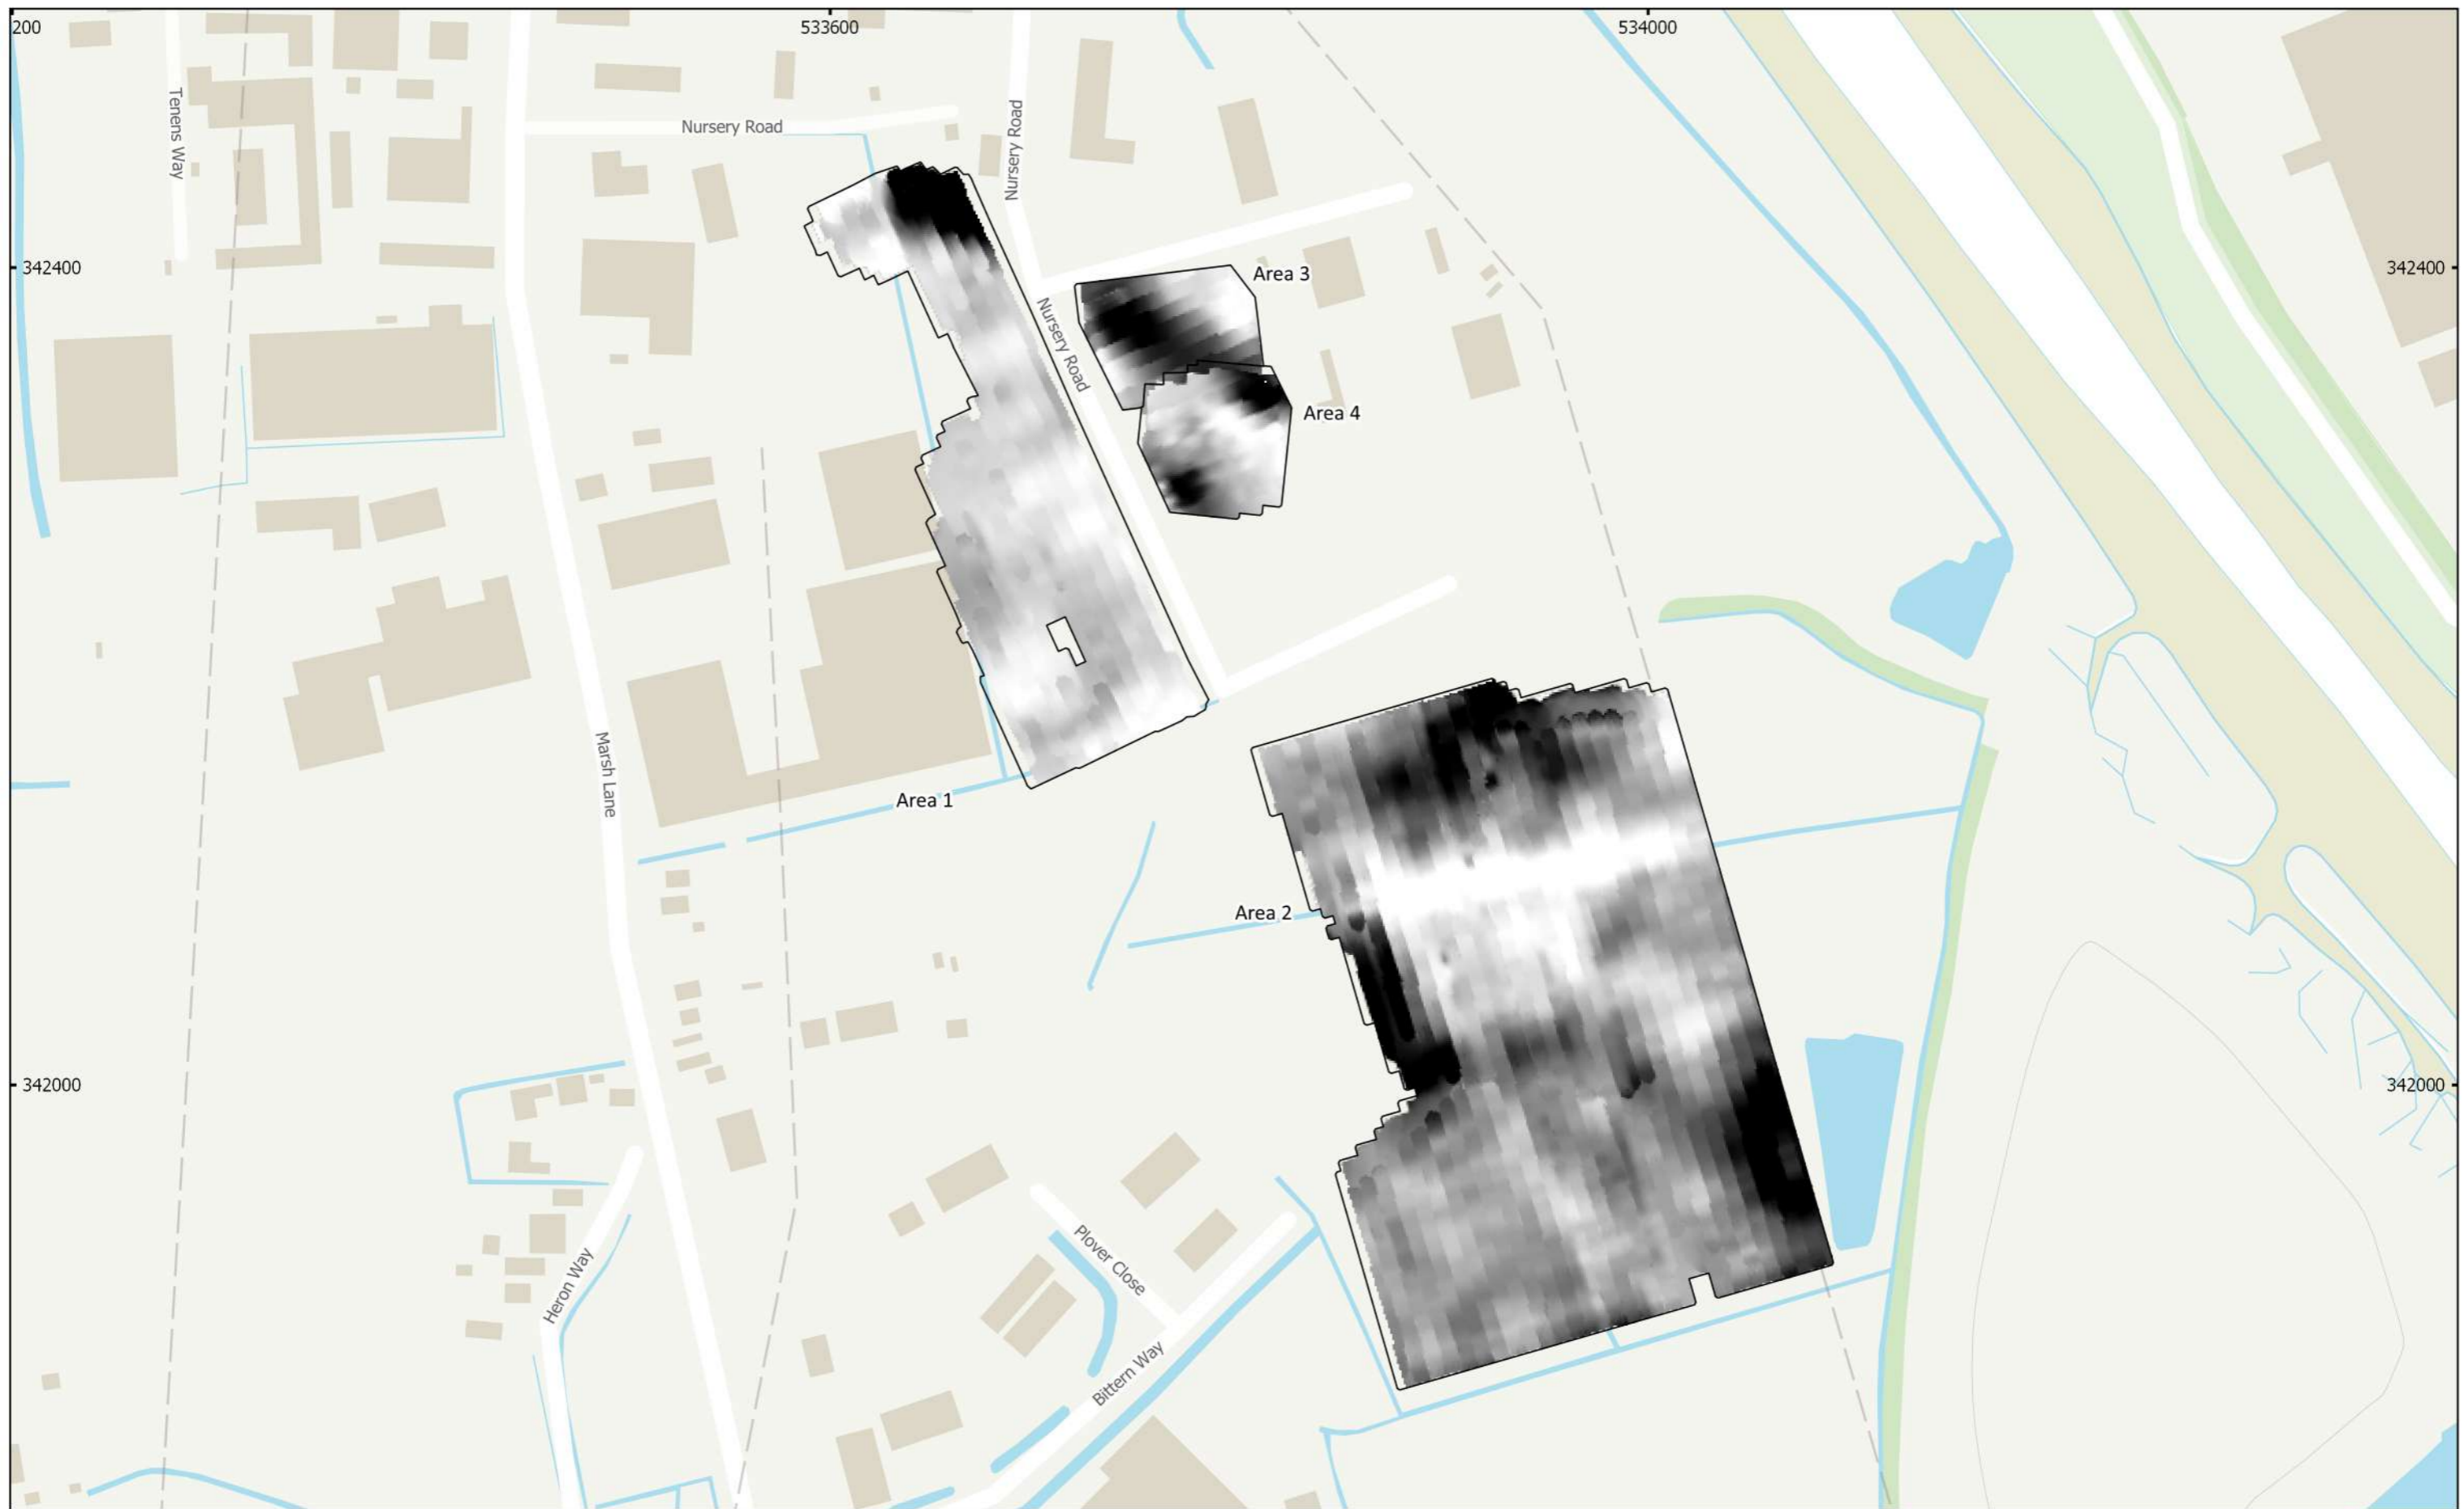 200
533600
534000
Tenens Way
Nursery Road
Nursery Road
342400
Area 3
342400
Nursery Road
Area 4
Marsh Lane
Area 1
Area 2
342000
342000
Heron Way
Plover Close
Bittern Way